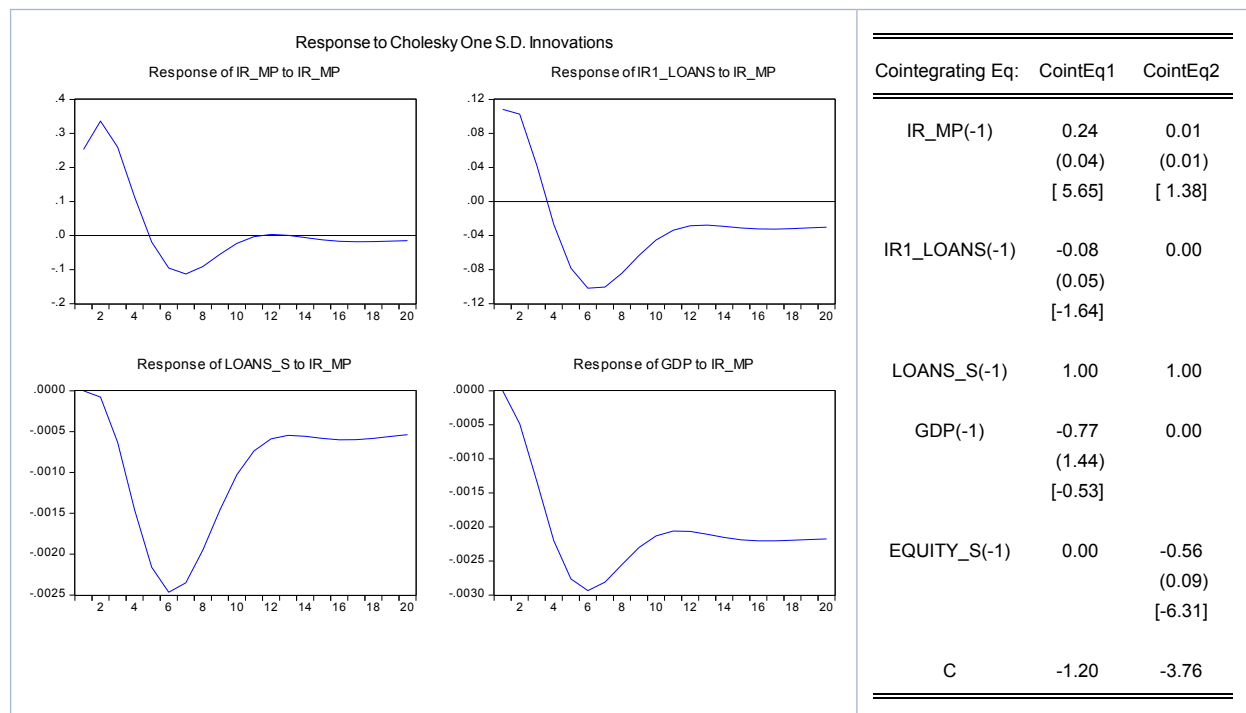 Response to Cholesky One S.D. Innovations
Response of IR_MP to IR_MP
.4
.3
.2
.1
.0
-.1
-.2
2 4 6 8 10 12 14 16 18 20
Response of IR1_LOANS to IR_MP
.12
.08
.04
.00
-.04
-.08
-.12
2 4 6 8 10 12 14 16 18 20
Response of LOANS_S to IR_MP
.0000
-.0005
-.0010
-.0015
-.0020
-.0025
2 4 6 8 10 12 14 16 18 20
Response of GDP to IR_MP
.0000
-.0005
-.0010
-.0015
-.0020
-.0025
-.0030
2 4 6 8 10 12 14 16 18 20
Cointegrating Eq: CointEq1 CointEq2
IR_MP(-1) 0.24 0.01
(0.04) (0.01)
[ 5.65] [ 1.38]
IR1_LOANS(-1) -0.08 0.00
(0.05)
[-1.64]
LOANS_S(-1) 1.00 1.00
GDP(-1) -0.77 0.00
(1.44)
[-0.53]
EQUITY_S(-1) 0.00 -0.56
(0.09)
[-6.31]
C -1.20 -3.76